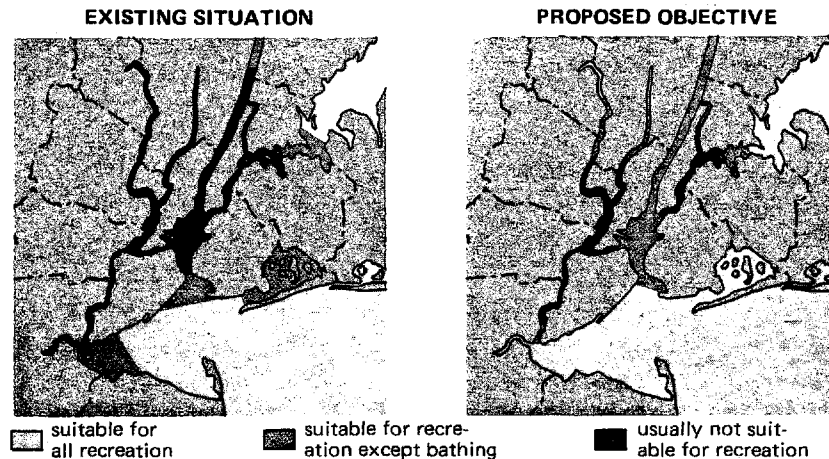 EXISTING SITUATION
PROPOSED OBJECTIVE
suitable for
all recreation
suitable for recre-
ation except bathing
usually not suit-
able for recreation